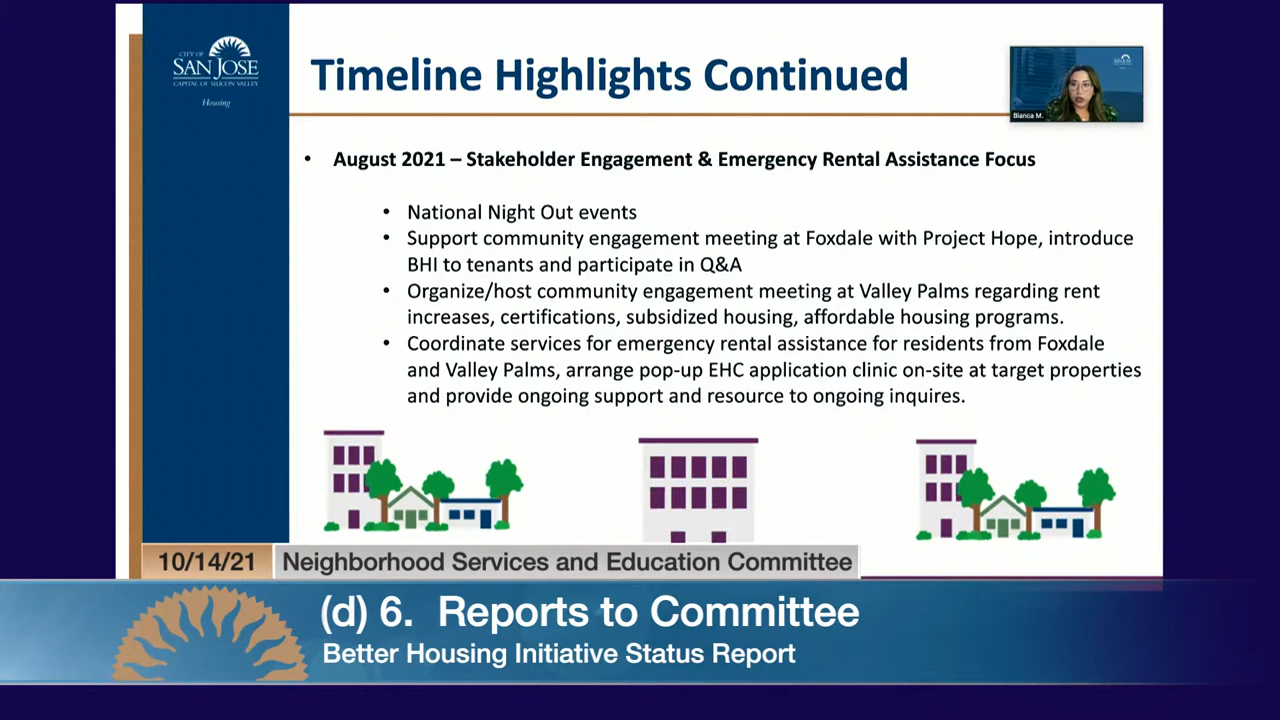 CITY OF
SAN JOSE
CAPITAL OF SILICON VALLEY
Housing
Timeline Highlights Continued
SAN JOSE
Bianca M.
• August 2021 – Stakeholder Engagement & Emergency Rental Assistance Focus
• National Night Out events
• Support community engagement meeting at Foxdale with Project Hope, introduce
BHI to tenants and participate in Q&A
• Organize/host community engagement meeting at Valley Palms regarding rent
increases, certifications, subsidized housing, affordable housing programs.
• Coordinate services for emergency rental assistance for residents from Foxdale
and Valley Palms, arrange pop-up EHC application clinic on-site at target properties
and provide ongoing support and resource to ongoing inquires.
10/14/21 Neighborhood Services and Education Committee
(d) 6. Reports to Committee
Better Housing Initiative Status Report